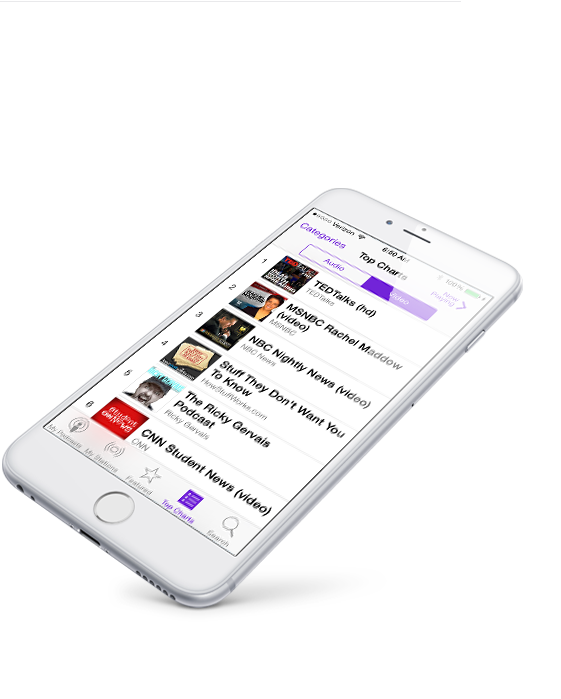 Verizon
6:50 AM
100%
Categories
Top Charts
Now
Playing
Audio
Video
1
TEDTalks (hd)
TEDTalks
2
MSNBC Rachel Maddow
(video)
MSNBC
3
NBC Nightly News (video)
NBC News
4
Stuff They Don't Want You
To Know
HowStuffWorks.com
5
The Ricky Gervais
Podcast
Ricky Gervais
6
CNN Student News (video)
CNN
My Podcasts
My Stations
Featured
Top Charts
Search